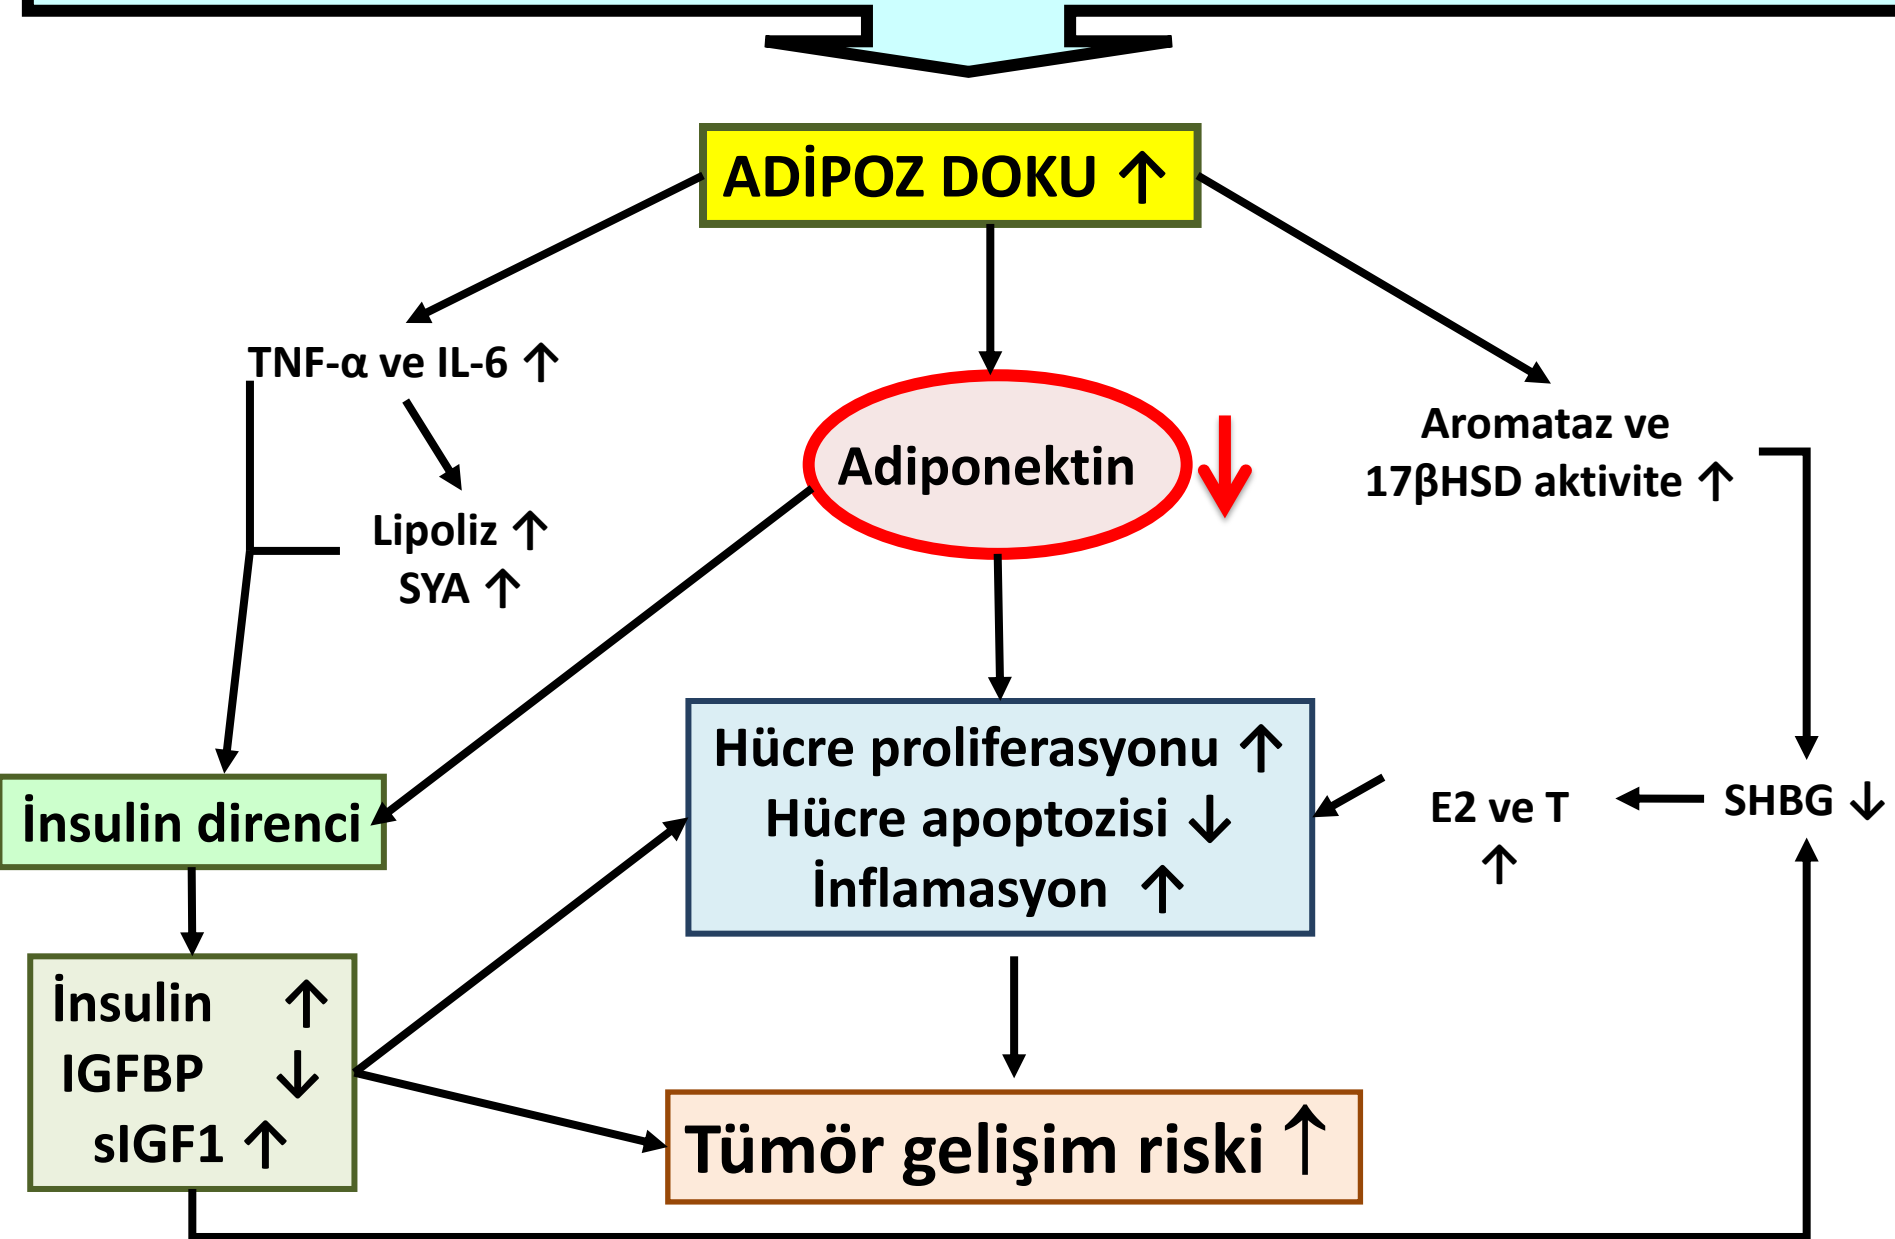 ADİPOZ DOKU ↑
TNF-α ve IL-6 ↑
Lipoliz ↑
SYA ↑
Adiponektin
Aromataz ve
17βHSD aktivite ↑
Hücre proliferasyonu ↑
Hücre apoptozisi ↓
İnflamasyon ↑
E2 ve T
↑
SHBG ↓
İnsulin direnci
İnsulin ↑
IGFBP ↓
sIGF1 ↑
Tümör gelişim riski ↑